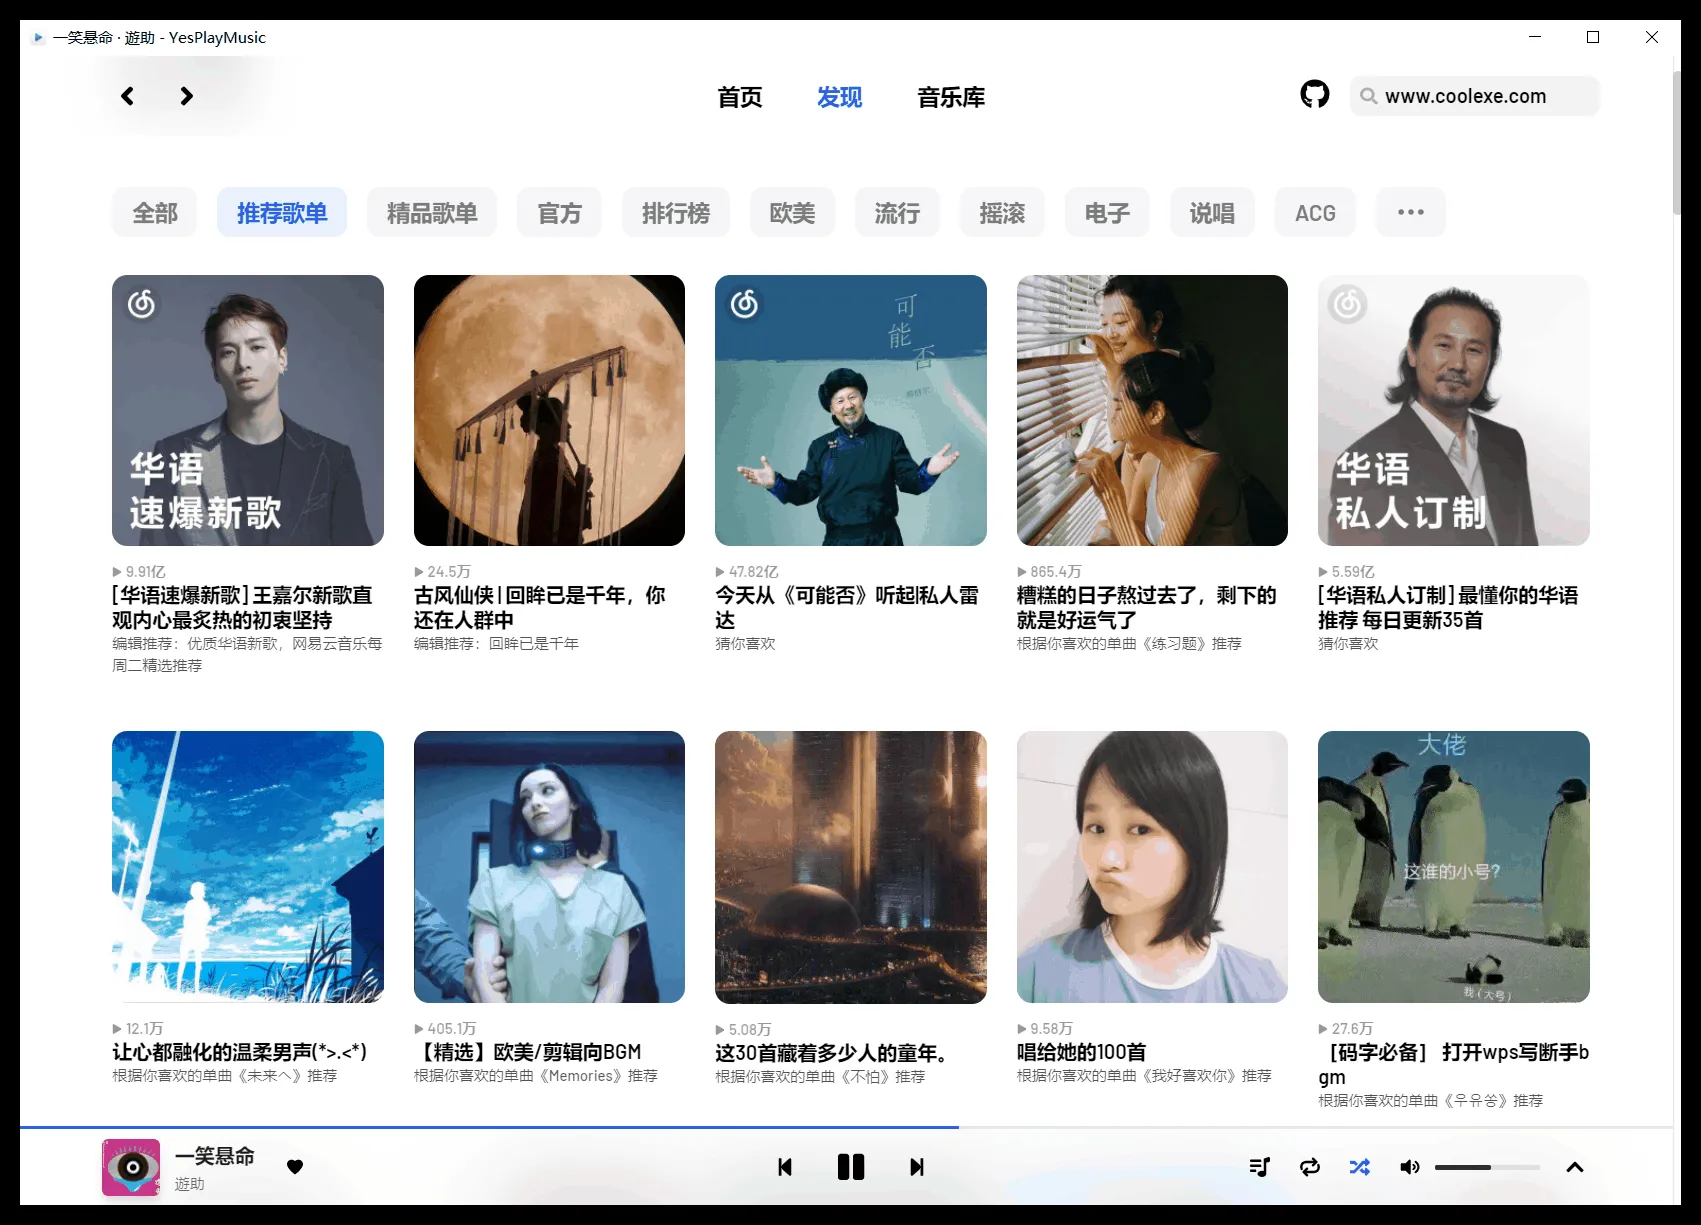 一笑悬命 · 遊助 - YesPlayMusic
首页
发现
音乐库
www.coolexe.com
全部
推荐歌单
精品歌单
官方
排行榜
欧美
流行
摇滚
电子
说唱
ACG
华语
速爆新歌
可
能
否
华语
私人订制
9.91亿
[华语速爆新歌] 王嘉尔新歌直
观内心最炙热的初衷坚持
编辑推荐：优质华语新歌，网易云音乐每
周二精选推荐
24.5万
古风仙侠 | 回眸已是千年，你
还在人群中
编辑推荐：回眸已是千年
47.82亿
今天从《可能否》听起|私人雷
达
猜你喜欢
865.4万
糟糕的日子熬过去了，剩下的
就是好运气了
根据你喜欢的单曲《练习题》推荐
5.59亿
[华语私人订制] 最懂你的华语
推荐 每日更新35首
猜你喜欢
大佬
这谁的小号?
我(大号)
12.1万
让心都融化的温柔男声(*>.<*)
根据你喜欢的单曲《未来へ》推荐
405.1万
【精选】欧美/剪辑向BGM
根据你喜欢的单曲《Memories》推荐
5.08万
这30首藏着多少人的童年。
根据你喜欢的单曲《不怕》推荐
9.58万
唱给她的100首
根据你喜欢的单曲《我好喜欢你》推荐
27.6万
［码字必备］ 打开wps写断手b
gm
根据你喜欢的单曲《우유송》推荐
一笑悬命
遊助